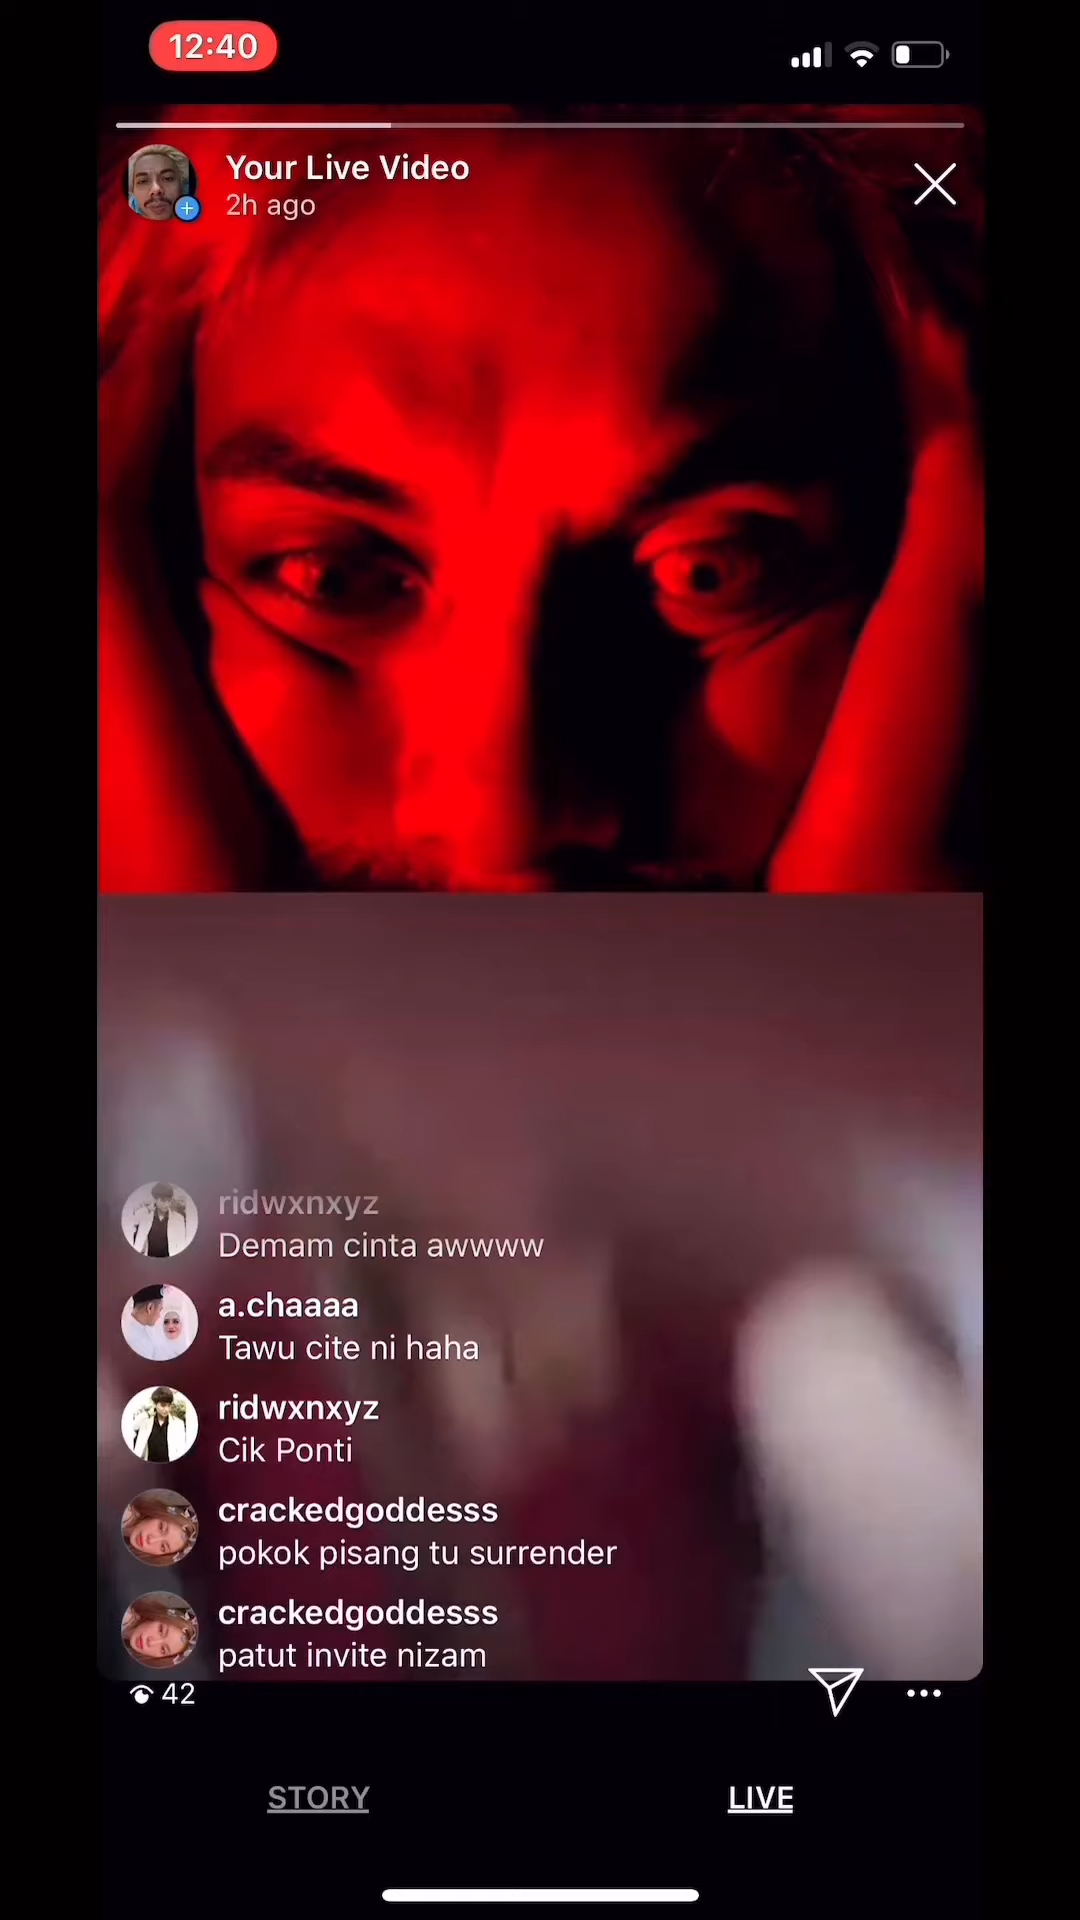 12:40
Your Live Video
2h ago
ridwxnxyz
Demam cinta awwww
a.chaaaa
Tawu cite ni haha
ridwxnxyz
Cik Ponti
crackedgoddesss
pokok pisang tu surrender
crackedgoddesss
patut invite nizam
42
STORY
LIVE